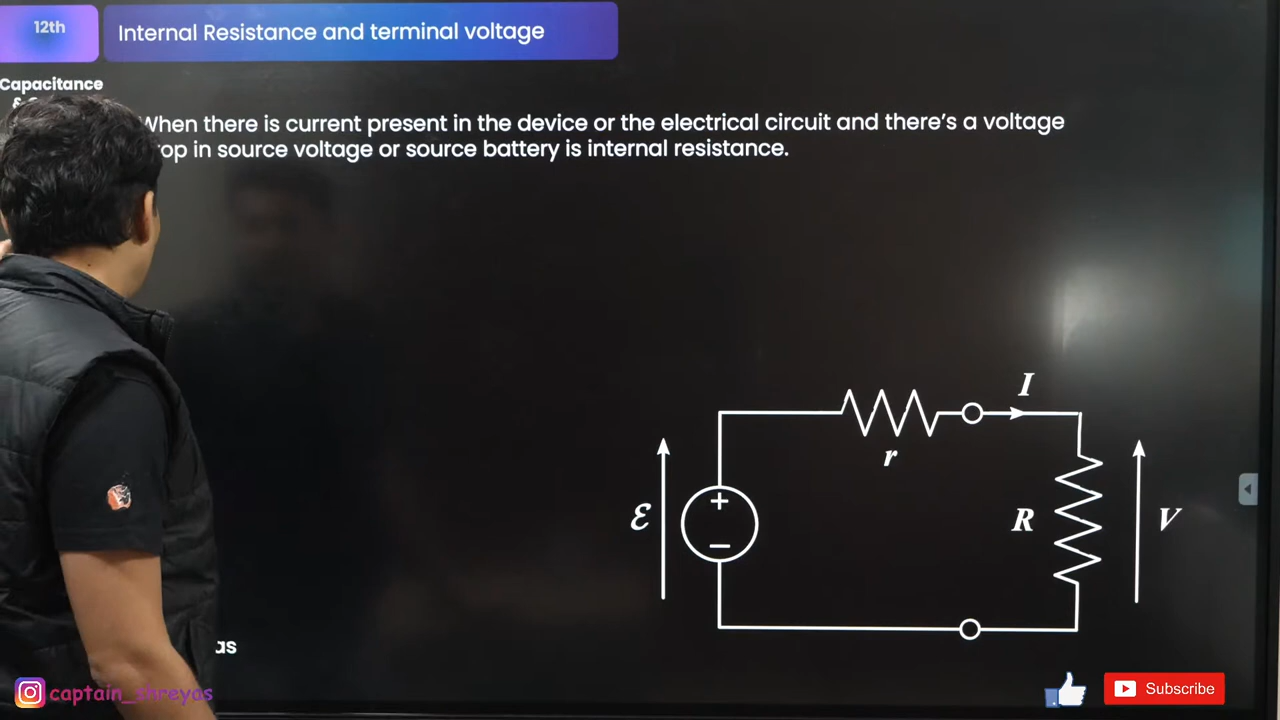 12th
Internal Resistance and terminal voltage
Capacitance
&
When there is current present in the device or the electrical circuit and there's a voltage
rop in source voltage or source battery is internal resistance.
I
r
+
ℰ
−
R
V
as
captain_shreyas
Subscribe